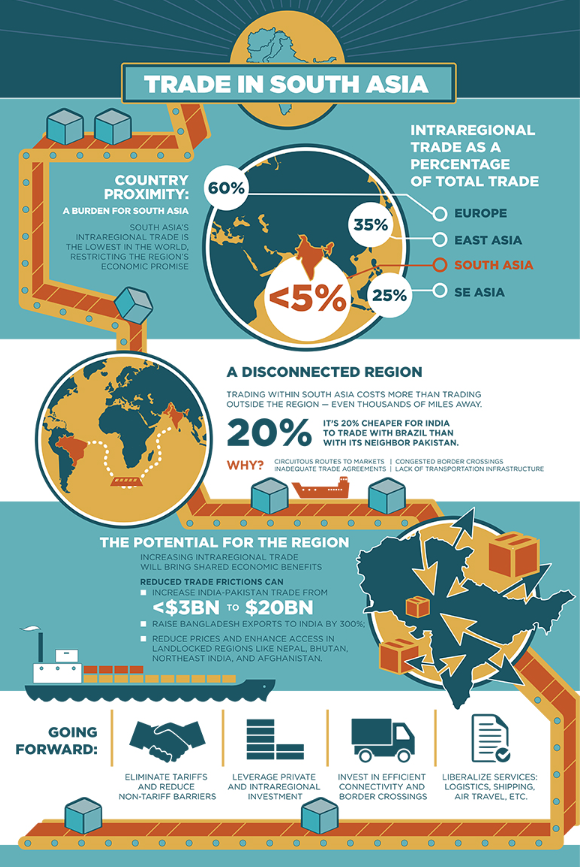 TRADE IN SOUTH ASIA
INTRAREGIONAL
TRADE AS A
PERCENTAGE
OF TOTAL TRADE
COUNTRY
PROXIMITY:
A BURDEN FOR SOUTH ASIA
SOUTH ASIA'S
INTRAREGIONAL TRADE IS
THE LOWEST IN THE WORLD,
RESTRICTING THE REGION'S
ECONOMIC PROMISE
60%
35%
<5%
25%
EUROPE
EAST ASIA
SOUTH ASIA
SE ASIA
A DISCONNECTED REGION
TRADING WITHIN SOUTH ASIA COSTS MORE THAN TRADING
OUTSIDE THE REGION — EVEN THOUSANDS OF MILES AWAY.
20%
IT'S 20% CHEAPER FOR INDIA
TO TRADE WITH BRAZIL THAN
WITH ITS NEIGHBOR PAKISTAN.
WHY?
CIRCUITOUS ROUTES TO MARKETS | CONGESTED BORDER CROSSINGS
INADEQUATE TRADE AGREEMENTS | LACK OF TRANSPORTATION INFRASTRUCTURE
THE POTENTIAL FOR THE REGION
INCREASING INTRAREGIONAL TRADE
WILL BRING SHARED ECONOMIC BENEFITS
REDUCED TRADE FRICTIONS CAN
INCREASE INDIA-PAKISTAN TRADE FROM
<$3BN TO $20BN
RAISE BANGLADESH EXPORTS TO INDIA BY 300%;
REDUCE PRICES AND ENHANCE ACCESS IN
LANDLOCKED REGIONS LIKE NEPAL, BHUTAN,
NORTHEAST INDIA, AND AFGHANISTAN.
GOING
FORWARD:
ELIMINATE TARIFFS
AND REDUCE
NON-TARIFF BARRIERS
LEVERAGE PRIVATE
AND INTRAREGIONAL
INVESTMENT
INVEST IN EFFICIENT
CONNECTIVITY AND
BORDER CROSSINGS
LIBERALIZE SERVICES:
LOGISTICS, SHIPPING,
AIR TRAVEL, ETC.